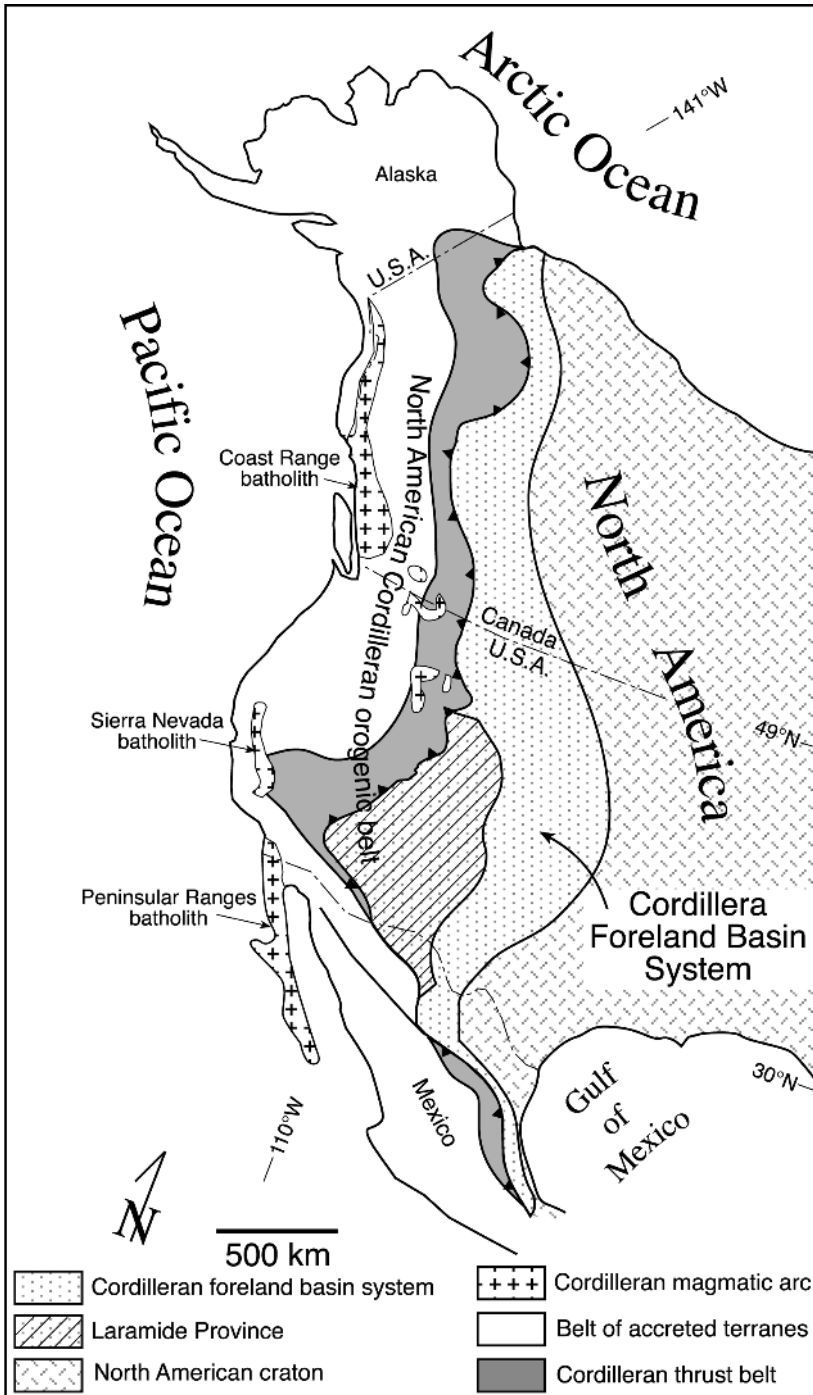 Arctic Ocean
141°W
Alaska
U.S.A.
Pacific Ocean
North American Cordilleran orogenic belt
Coast Range
batholith
North America
Canada
U.S.A.
Sierra Nevada
batholith
49°N
Peninsular Ranges
batholith
Cordillera
Foreland Basin
System
30°N
Gulf
of
Mexico
Mexico
110°W
N
500 km
Cordilleran foreland basin system
Laramide Province
North American craton
Cordilleran magmatic arc
Belt of accreted terranes
Cordilleran thrust belt